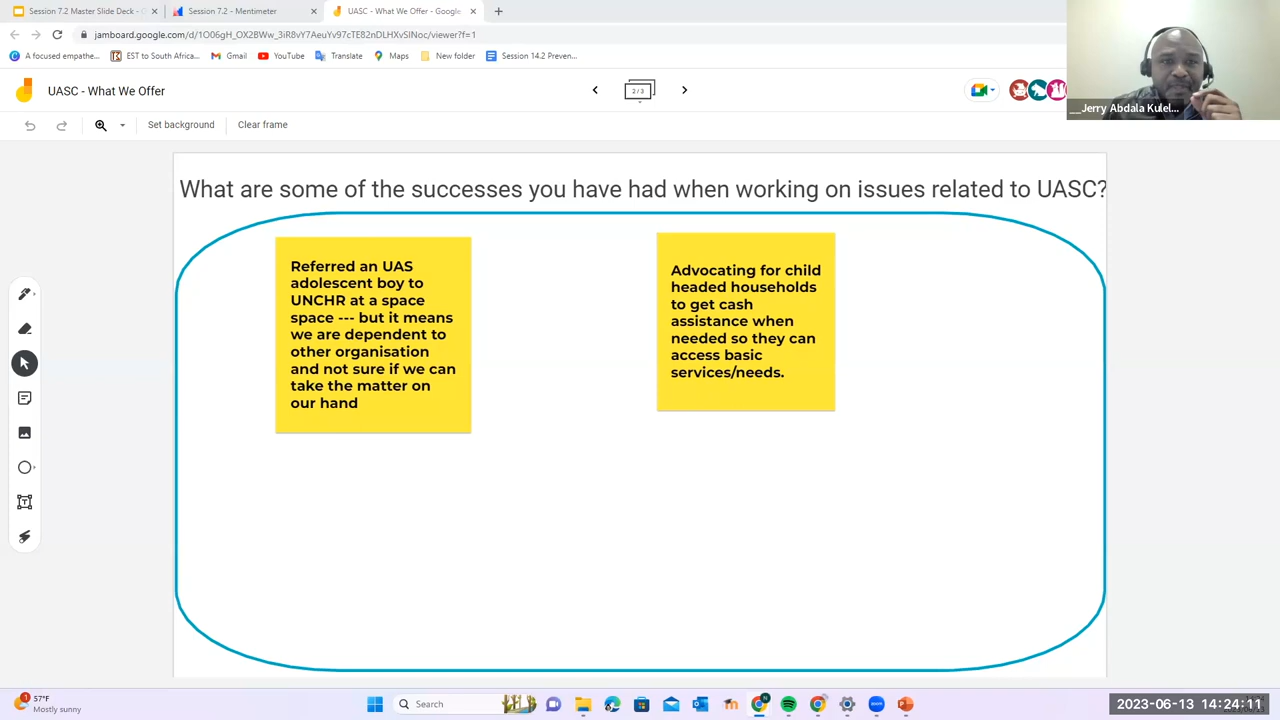 Session 7.2 Master Slide Deck - G
Session 7.2 - Mentimeter
UASC - What We Offer - Google
jamboard.google.com/d/1O06gH_OX2BWw_3iR8vY7AeuYv97cTE82nDLHXvSlNoc/viewer?f=1
A focused empathe...
EST to South Africa...
Gmail
YouTube
Translate
Maps
New folder
Session 14.2 Preven...
__Jerry Abdala Kulel...
UASC - What We Offer
2 / 3
Set background
Clear frame
What are some of the successes you have had when working on issues related to UASC?
Referred an UAS
adolescent boy to
UNCHR at a space
space --- but it means
we are dependent to
other organisation
and not sure if we can
take the matter on
our hand
Advocating for child
headed households
to get cash
assistance when
needed so they can
access basic
services/needs.
1
57°F
Mostly sunny
Search
2023-06-13 14:24:11